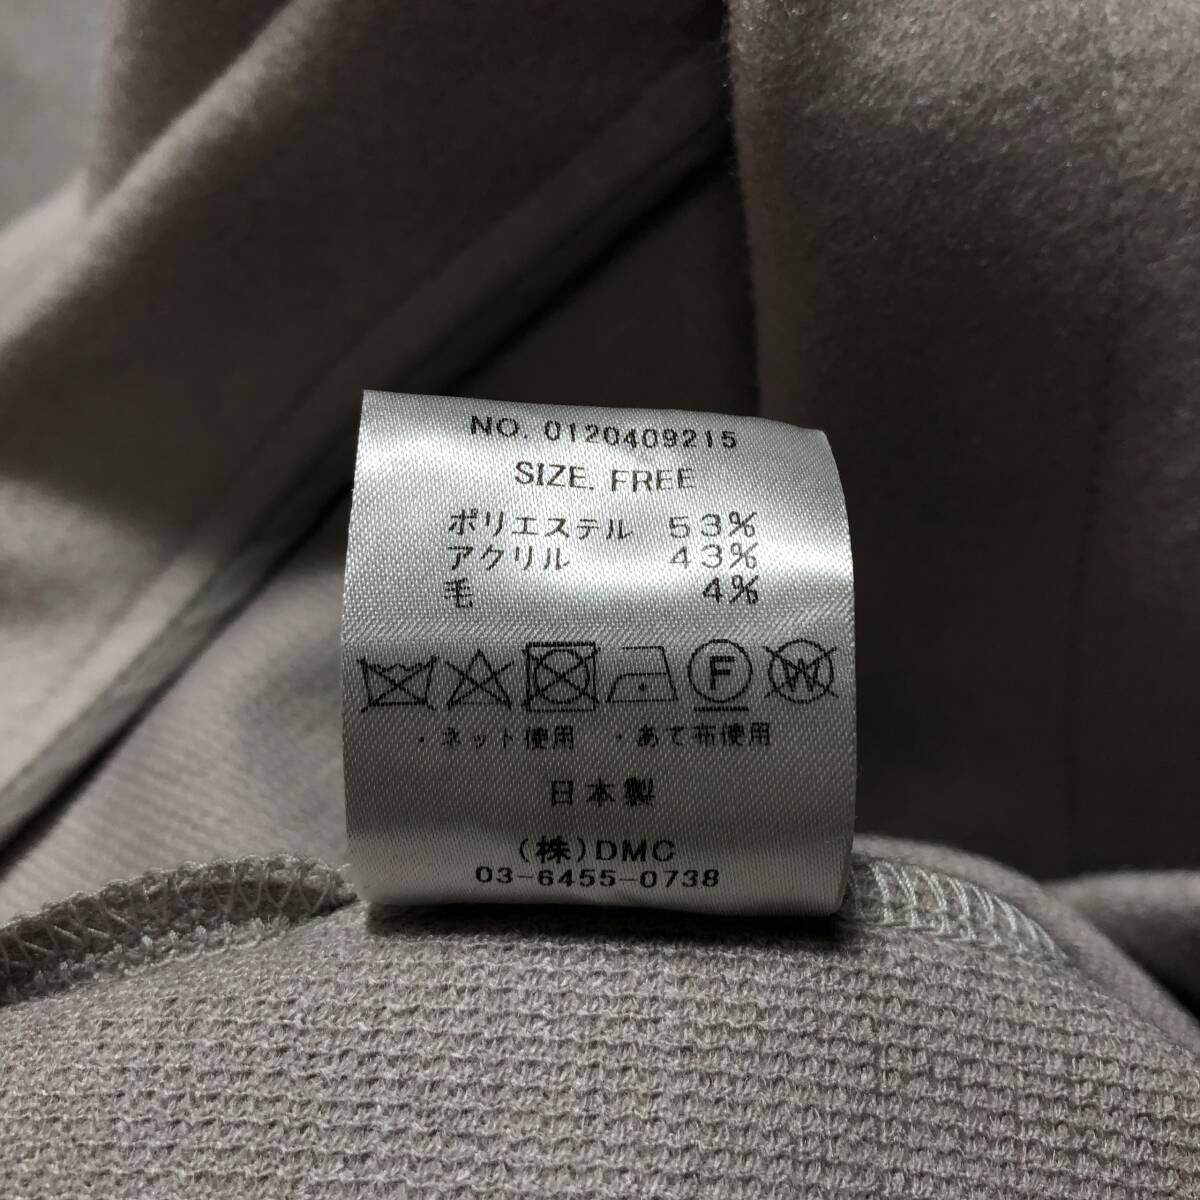 NO. 0120409215
SIZE. FREE
ポリエステル 53%
アクリル 43%
毛 4%
F W
・ネット使用 ・あて布使用
日本製
(株)DMC
03-6455-0738